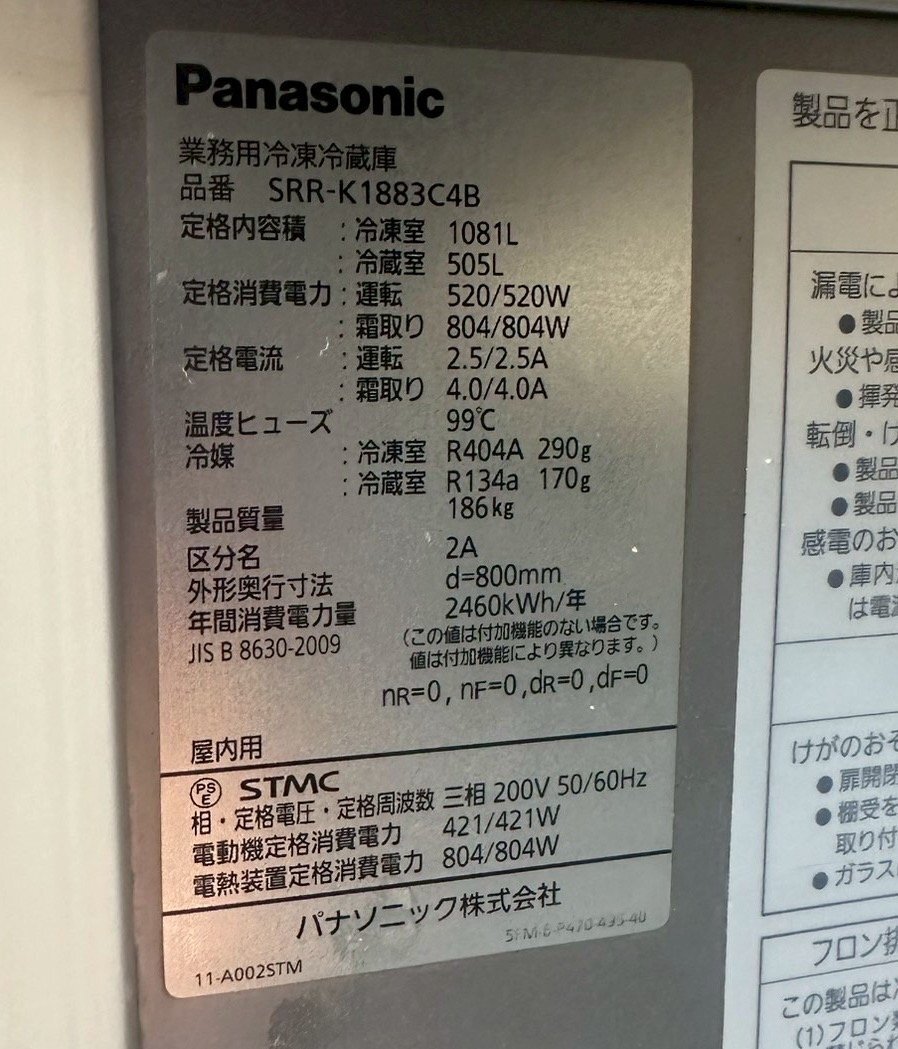 Panasonic
業務用冷凍冷蔵庫
品番 SRR-K1883C4B
定格内容積 : 冷凍室 1081L
: 冷蔵室 505L
定格消費電力 : 運転 520/520W
: 霜取り 804/804W
定格電流 : 運転 2.5/2.5A
: 霜取り 4.0/4.0A
温度ヒューズ 99℃
冷媒 : 冷凍室 R404A 290g
: 冷蔵室 R134a 170g
製品質量 186kg
区分名 2A
外形奥行寸法 d=800mm
年間消費電力量 2460kWh/年
JIS B 8630-2009 (この値は付加機能のない場合です。
値は付加機能により異なります。)
nR=0, nF=0,dR=0,dF=0
屋内用
PSE STMC
相・定格電圧・定格周波数 三相 200V 50/60Hz
電動機定格消費電力 421/421W
電熱装置定格消費電力 804/804W
パナソニック株式会社
11-A002STM
製品を正
漏電によ
●製品
火災や感
●揮発
転倒・け
●製品
●製品
感電のお
●庫内
は電源
けがのおそ
●扉開閉
●棚受を
取り付
●ガラス
フロン排
この製品は
(1)フロン類